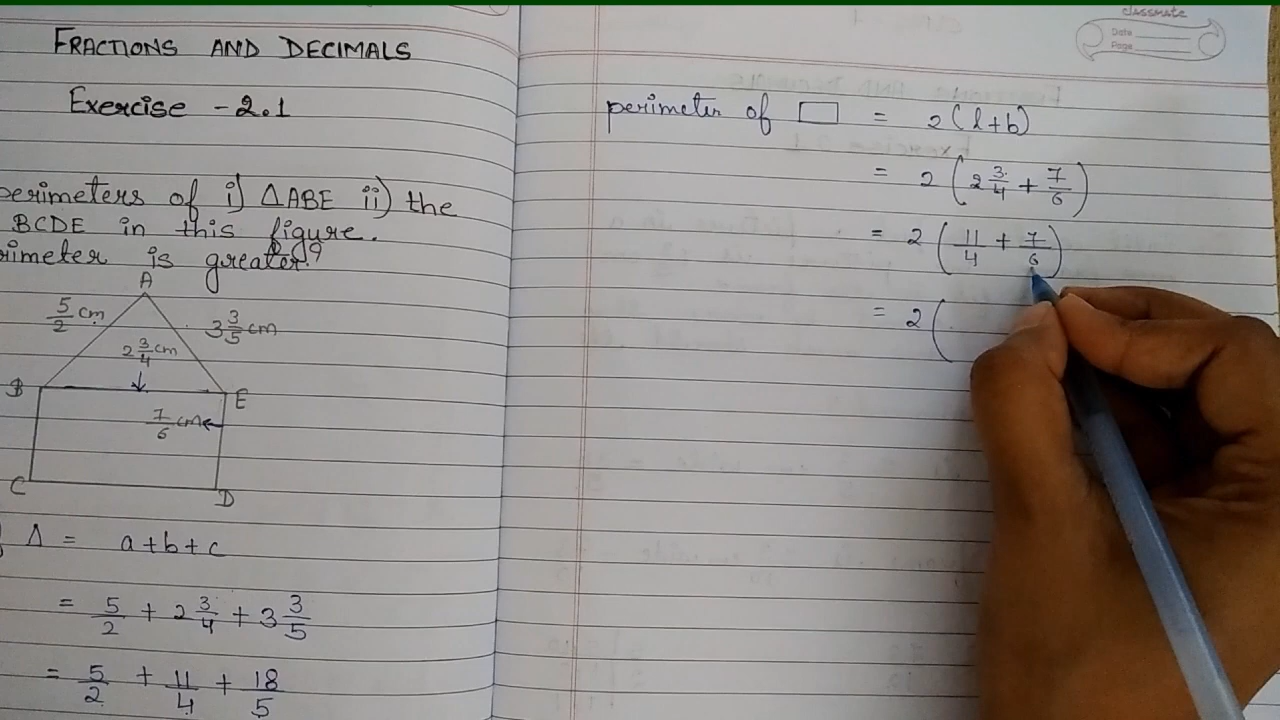 FRACTIONS AND DECIMALS
Exercise - 2.1
perimeters of i) ΔABE ii) the
BCDE in this figure.
rimeter is greater?
A
5/2 cm
3 3/5 cm
2 3/4 cm
B
E
7/6 cm
C
D
Δ = a+b+c
= 5/2 + 2 3/4 + 3 3/5
= 5/2 + 11/4 + 18/5
classmate
Date
Page
perimeter of □ = 2(l+b)
= 2(2 3/4 + 7/6)
= 2(11/4 + 7/6)
= 2(